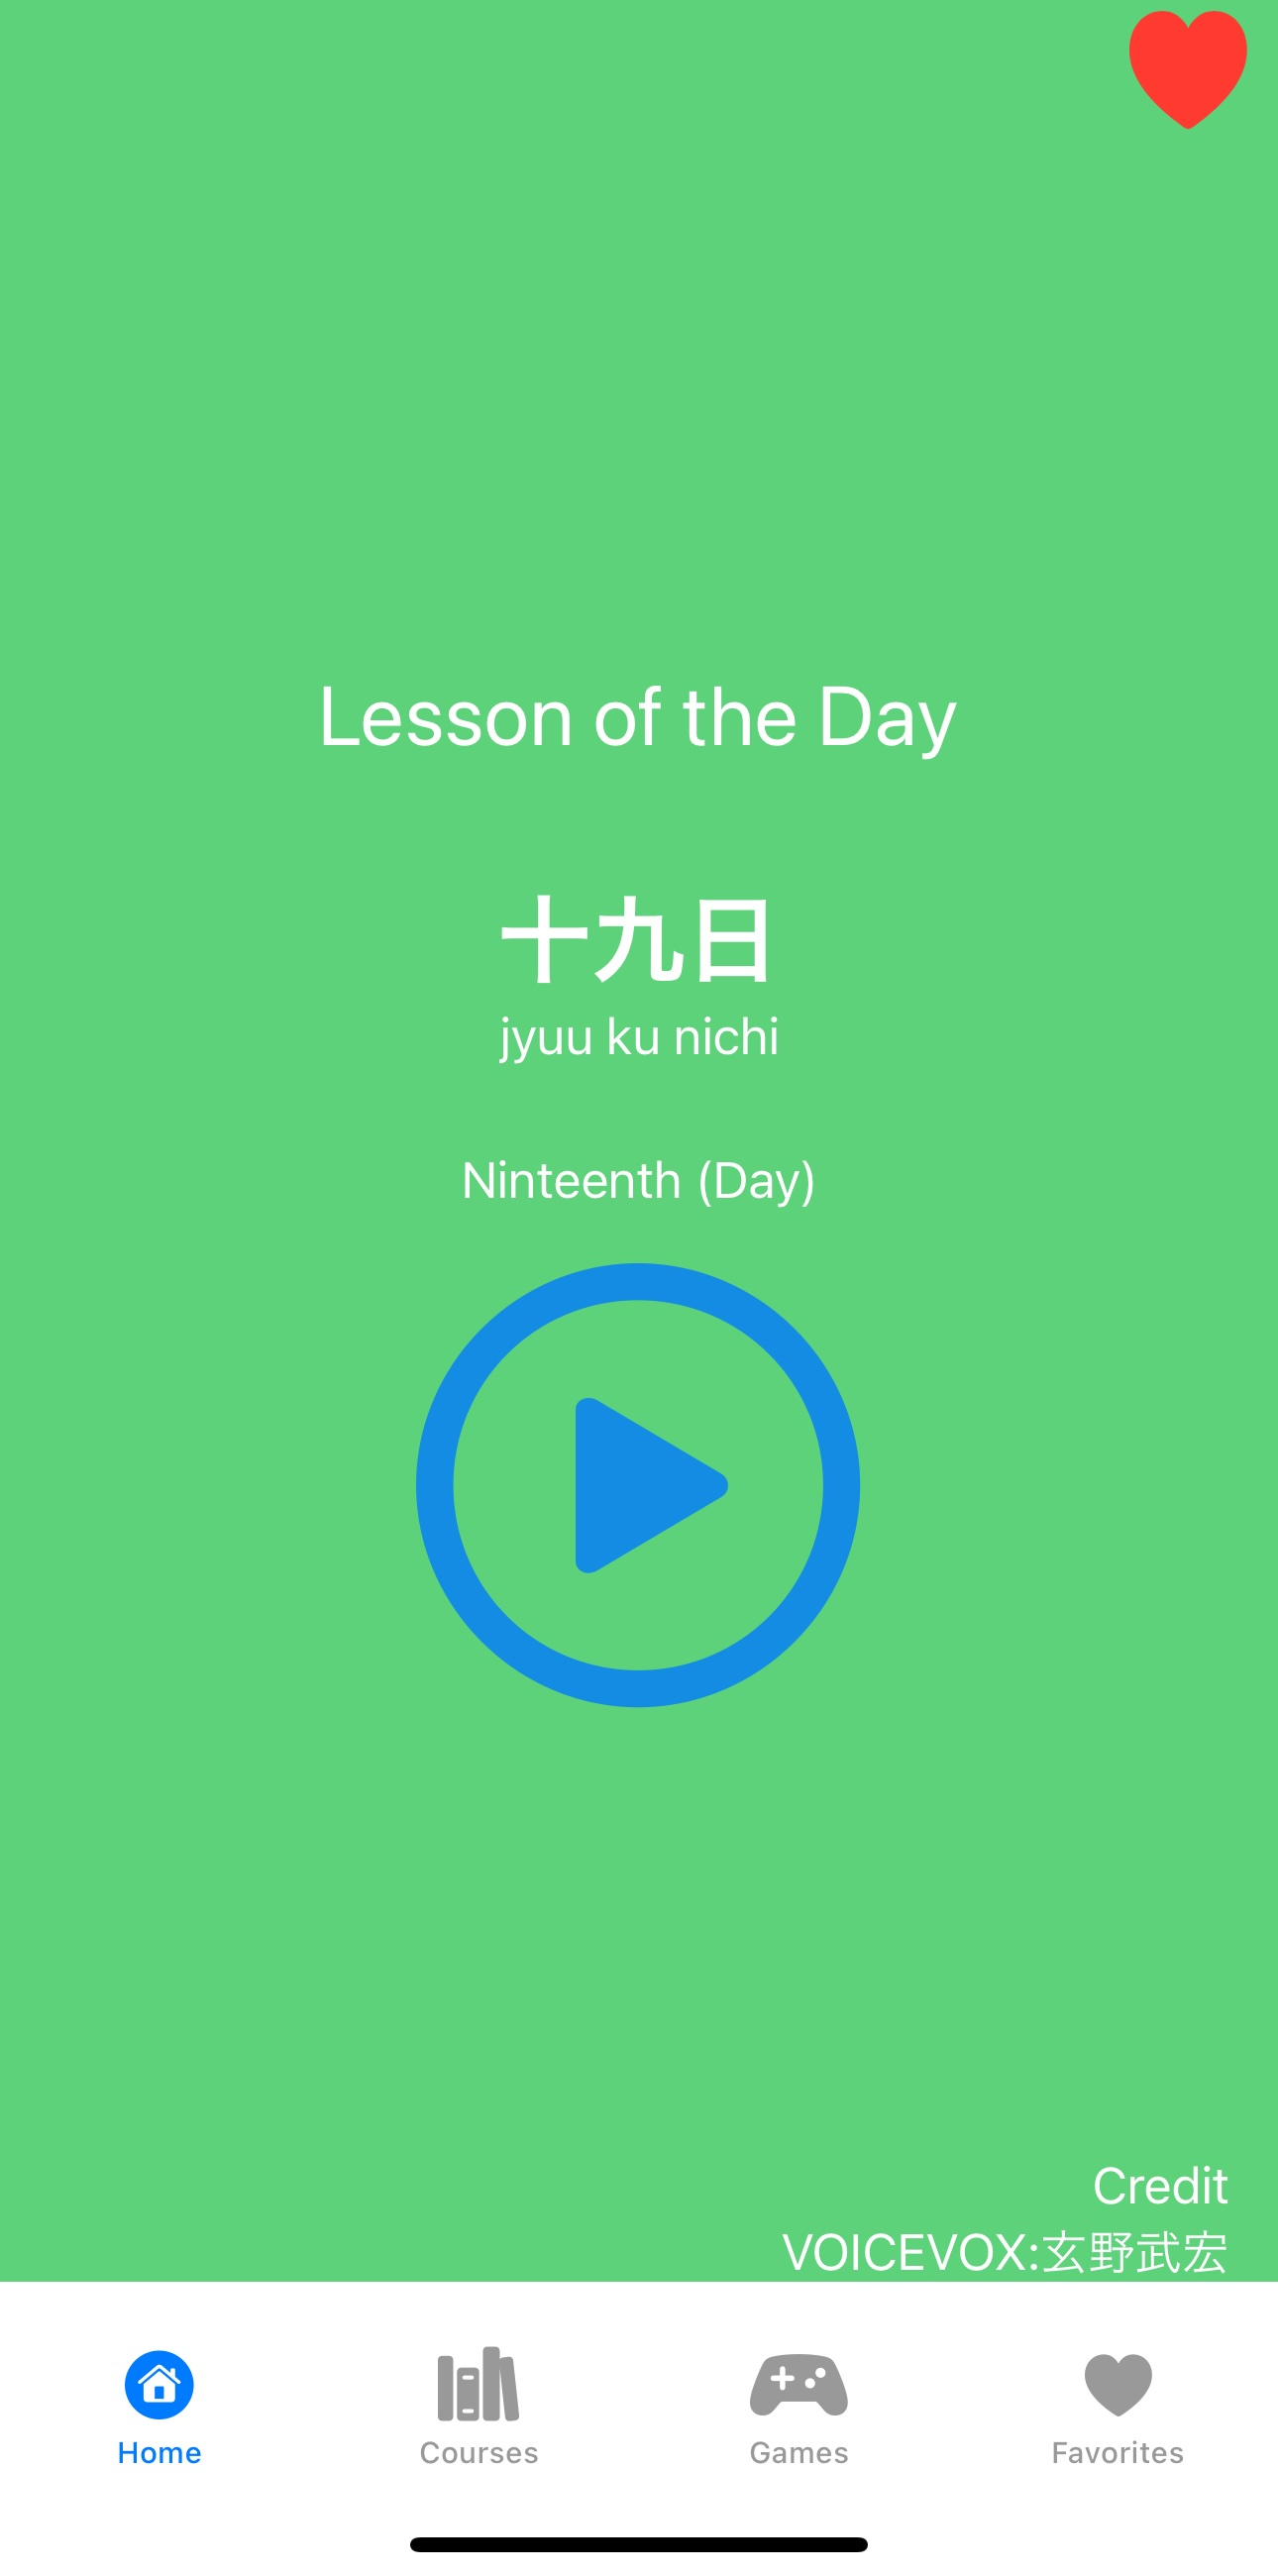 Lesson of the Day
十九日
jyuu ku nichi
Ninteenth (Day)
Credit
VOICEVOX:玄野武宏
Home
Courses
Games
Favorites